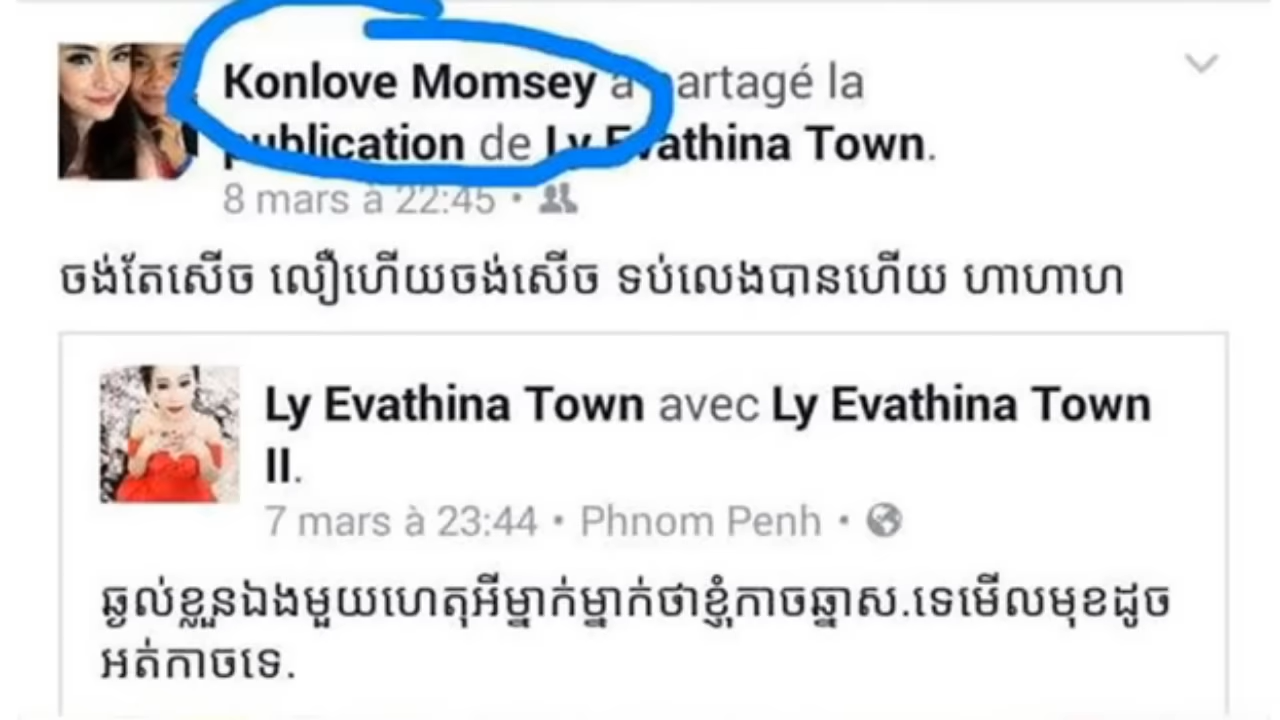 Konlove Momsey a partagé la
publication de Ly Evathina Town.
8 mars à 22:45 •
ចង់តែសើច លឿហើយចង់សើច ទប់លេងបានហើយ ហាហាហ
Ly Evathina Town avec Ly Evathina Town
II.
7 mars à 23:44 • Phnom Penh •
ឆ្ងល់ខ្លួនឯងមួយហេតុអីម្នាក់ម្នាក់ថាខ្ញុំកាចឆ្នាស.ទេមើលមុខដូច
អត់កាចទេ.